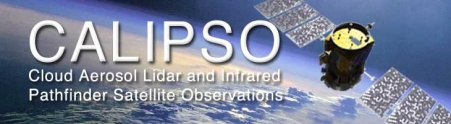 CALIPSO
Cloud Aerosol Lidar and Infrared
Pathfinder Satellite Observations